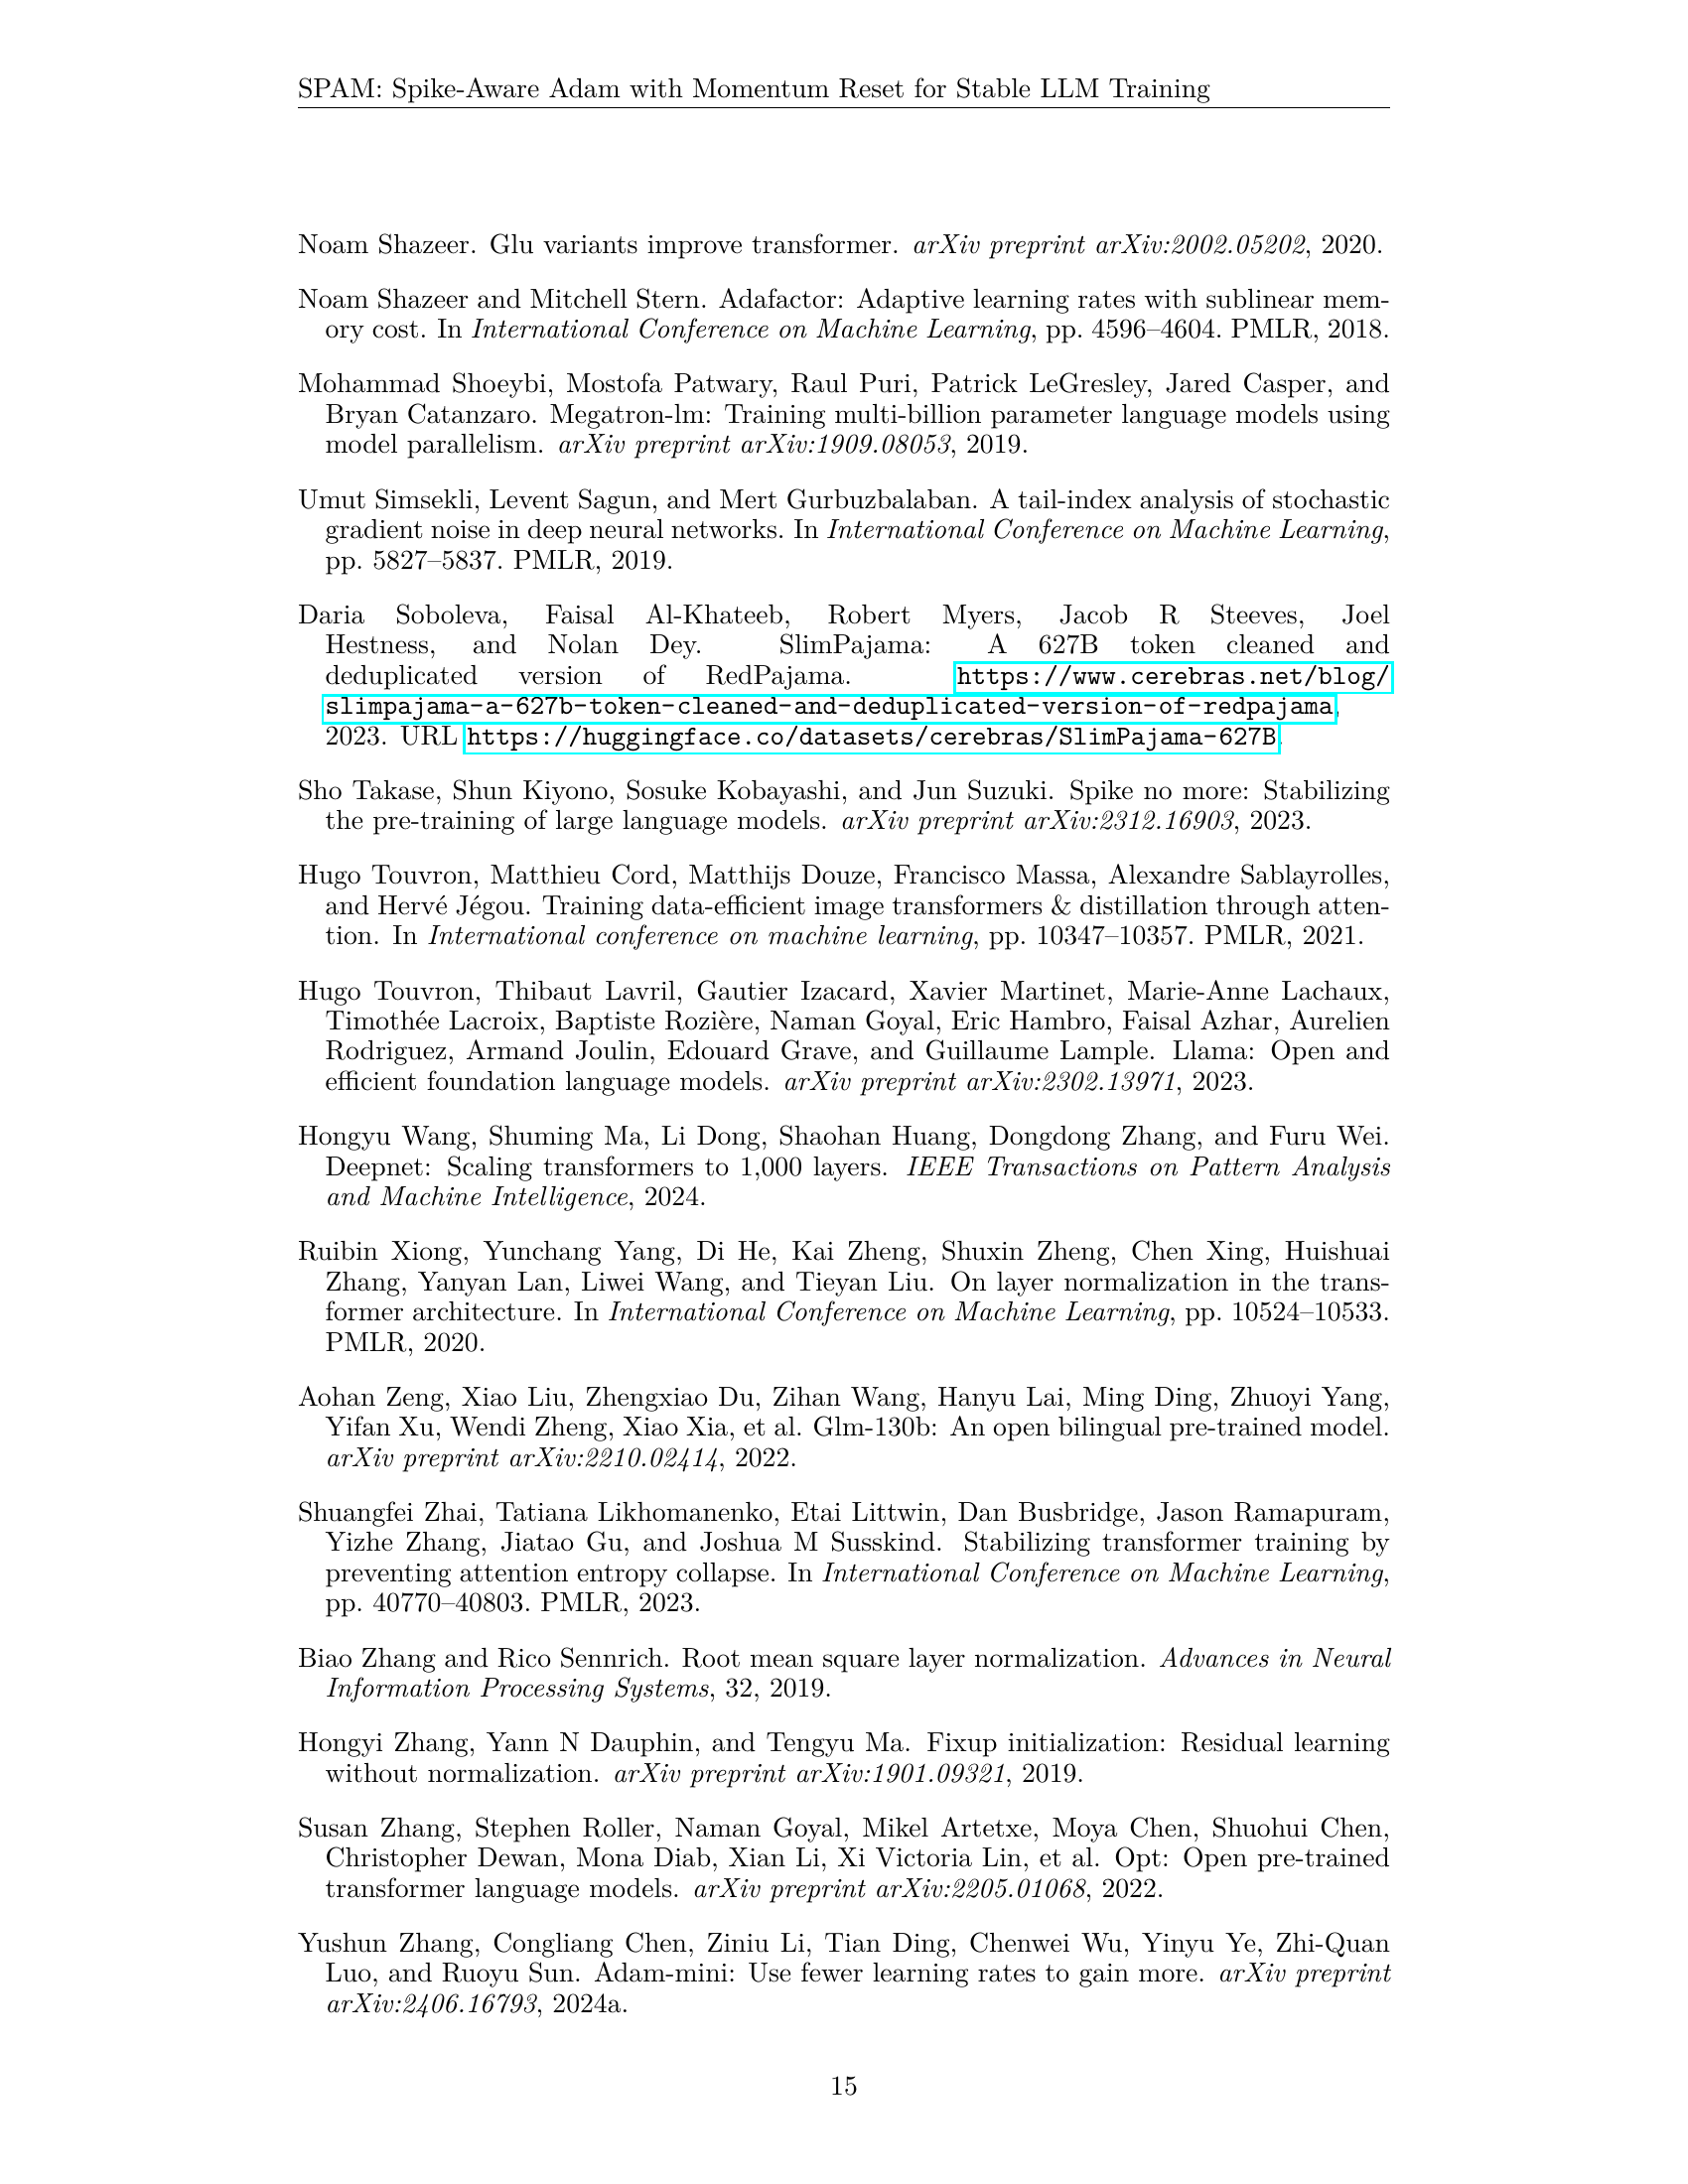 SPAM: Spike-Aware Adam with Momentum Reset for Stable LLM Training
Noam Shazeer. Glu variants improve transformer. arXiv preprint arXiv:2002.05202, 2020.
Noam Shazeer and Mitchell Stern. Adafactor: Adaptive learning rates with sublinear mem-
ory cost. In International Conference on Machine Learning, pp. 4596–4604. PMLR, 2018.
Mohammad Shoeybi, Mostofa Patwary, Raul Puri, Patrick LeGresley, Jared Casper, and
Bryan Catanzaro. Megatron-lm: Training multi-billion parameter language models using
model parallelism. arXiv preprint arXiv:1909.08053, 2019.
Umut Simsekli, Levent Sagun, and Mert Gurbuzbalaban. A tail-index analysis of stochastic
gradient noise in deep neural networks. In International Conference on Machine Learning,
pp. 5827–5837. PMLR, 2019.
Daria Soboleva, Faisal Al-Khateeb, Robert Myers, Jacob R Steeves, Joel
Hestness, and Nolan Dey. SlimPajama: A 627B token cleaned and
deduplicated version of RedPajama. https://www.cerebras.net/blog/
slimpajama-a-627b-token-cleaned-and-deduplicated-version-of-redpajama,
2023. URL https://huggingface.co/datasets/cerebras/SlimPajama-627B.
Sho Takase, Shun Kiyono, Sosuke Kobayashi, and Jun Suzuki. Spike no more: Stabilizing
the pre-training of large language models. arXiv preprint arXiv:2312.16903, 2023.
Hugo Touvron, Matthieu Cord, Matthijs Douze, Francisco Massa, Alexandre Sablayrolles,
and Hervé Jégou. Training data-efficient image transformers & distillation through atten-
tion. In International conference on machine learning, pp. 10347–10357. PMLR, 2021.
Hugo Touvron, Thibaut Lavril, Gautier Izacard, Xavier Martinet, Marie-Anne Lachaux,
Timothée Lacroix, Baptiste Rozière, Naman Goyal, Eric Hambro, Faisal Azhar, Aurelien
Rodriguez, Armand Joulin, Edouard Grave, and Guillaume Lample. Llama: Open and
efficient foundation language models. arXiv preprint arXiv:2302.13971, 2023.
Hongyu Wang, Shuming Ma, Li Dong, Shaohan Huang, Dongdong Zhang, and Furu Wei.
Deepnet: Scaling transformers to 1,000 layers. IEEE Transactions on Pattern Analysis
and Machine Intelligence, 2024.
Ruibin Xiong, Yunchang Yang, Di He, Kai Zheng, Shuxin Zheng, Chen Xing, Huishuai
Zhang, Yanyan Lan, Liwei Wang, and Tieyan Liu. On layer normalization in the trans-
former architecture. In International Conference on Machine Learning, pp. 10524–10533.
PMLR, 2020.
Aohan Zeng, Xiao Liu, Zhengxiao Du, Zihan Wang, Hanyu Lai, Ming Ding, Zhuoyi Yang,
Yifan Xu, Wendi Zheng, Xiao Xia, et al. Glm-130b: An open bilingual pre-trained model.
arXiv preprint arXiv:2210.02414, 2022.
Shuangfei Zhai, Tatiana Likhomanenko, Etai Littwin, Dan Busbridge, Jason Ramapuram,
Yizhe Zhang, Jiatao Gu, and Joshua M Susskind. Stabilizing transformer training by
preventing attention entropy collapse. In International Conference on Machine Learning,
pp. 40770–40803. PMLR, 2023.
Biao Zhang and Rico Sennrich. Root mean square layer normalization. Advances in Neural
Information Processing Systems, 32, 2019.
Hongyi Zhang, Yann N Dauphin, and Tengyu Ma. Fixup initialization: Residual learning
without normalization. arXiv preprint arXiv:1901.09321, 2019.
Susan Zhang, Stephen Roller, Naman Goyal, Mikel Artetxe, Moya Chen, Shuohui Chen,
Christopher Dewan, Mona Diab, Xian Li, Xi Victoria Lin, et al. Opt: Open pre-trained
transformer language models. arXiv preprint arXiv:2205.01068, 2022.
Yushun Zhang, Congliang Chen, Ziniu Li, Tian Ding, Chenwei Wu, Yinyu Ye, Zhi-Quan
Luo, and Ruoyu Sun. Adam-mini: Use fewer learning rates to gain more. arXiv preprint
arXiv:2406.16793, 2024a.
15